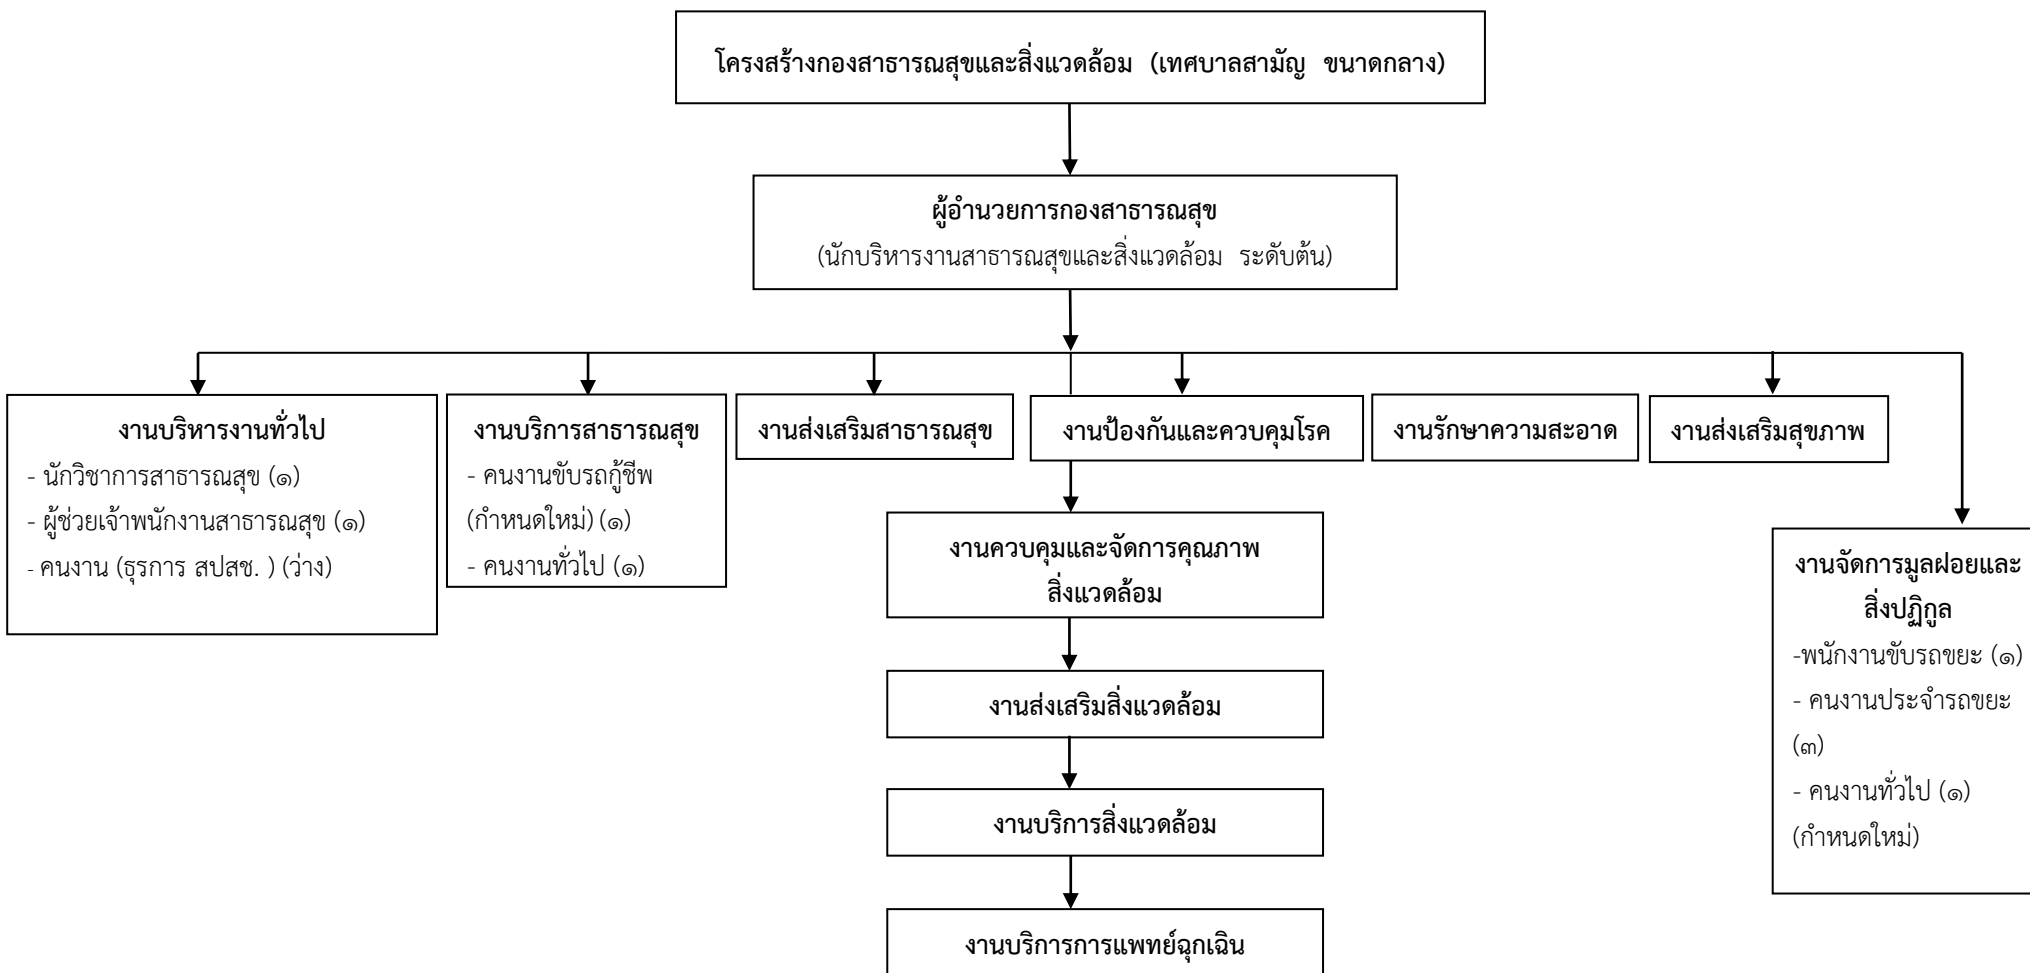 โครงสร้างกองสาธารณสุขและสิ่งแวดล้อม (เทศบาลสามัญ ขนาดกลาง)
ผู้อำนวยการกองสาธารณสุข
(นักบริหารงานสาธารณสุขและสิ่งแวดล้อม ระดับต้น)
งานบริหารงานทั่วไป
- นักวิชาการสาธารณสุข (๑)
- ผู้ช่วยเจ้าพนักงานสาธารณสุข (๑)
- คนงาน (ธุรการ สปสช. ) (ว่าง)
งานบริการสาธารณสุข
- คนงานขับรถกู้ชีพ
(กำหนดใหม่) (๑)
- คนงานทั่วไป (๑)
งานส่งเสริมสาธารณสุข
งานป้องกันและควบคุมโรค
งานรักษาความสะอาด
งานส่งเสริมสุขภาพ
งานควบคุมและจัดการคุณภาพ
สิ่งแวดล้อม
งานส่งเสริมสิ่งแวดล้อม
งานบริการสิ่งแวดล้อม
งานบริการการแพทย์ฉุกเฉิน
งานจัดการมูลฝอยและ
สิ่งปฏิกูล
-พนักงานขับรถขยะ (๑)
- คนงานประจำรถขยะ
(๓)
- คนงานทั่วไป (๑)
(กำหนดใหม่)